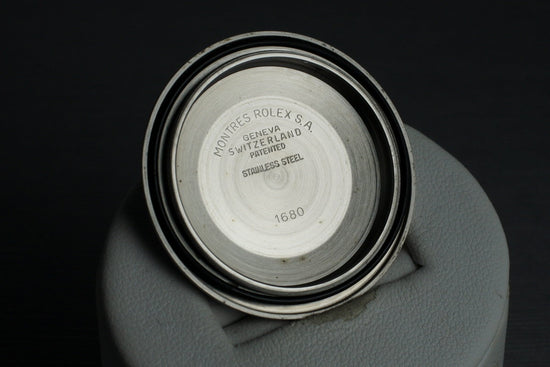 MONTRES ROLEX S.A.
GENEVA
SWITZERLAND
PATENTED
STAINLESS STEEL
1680